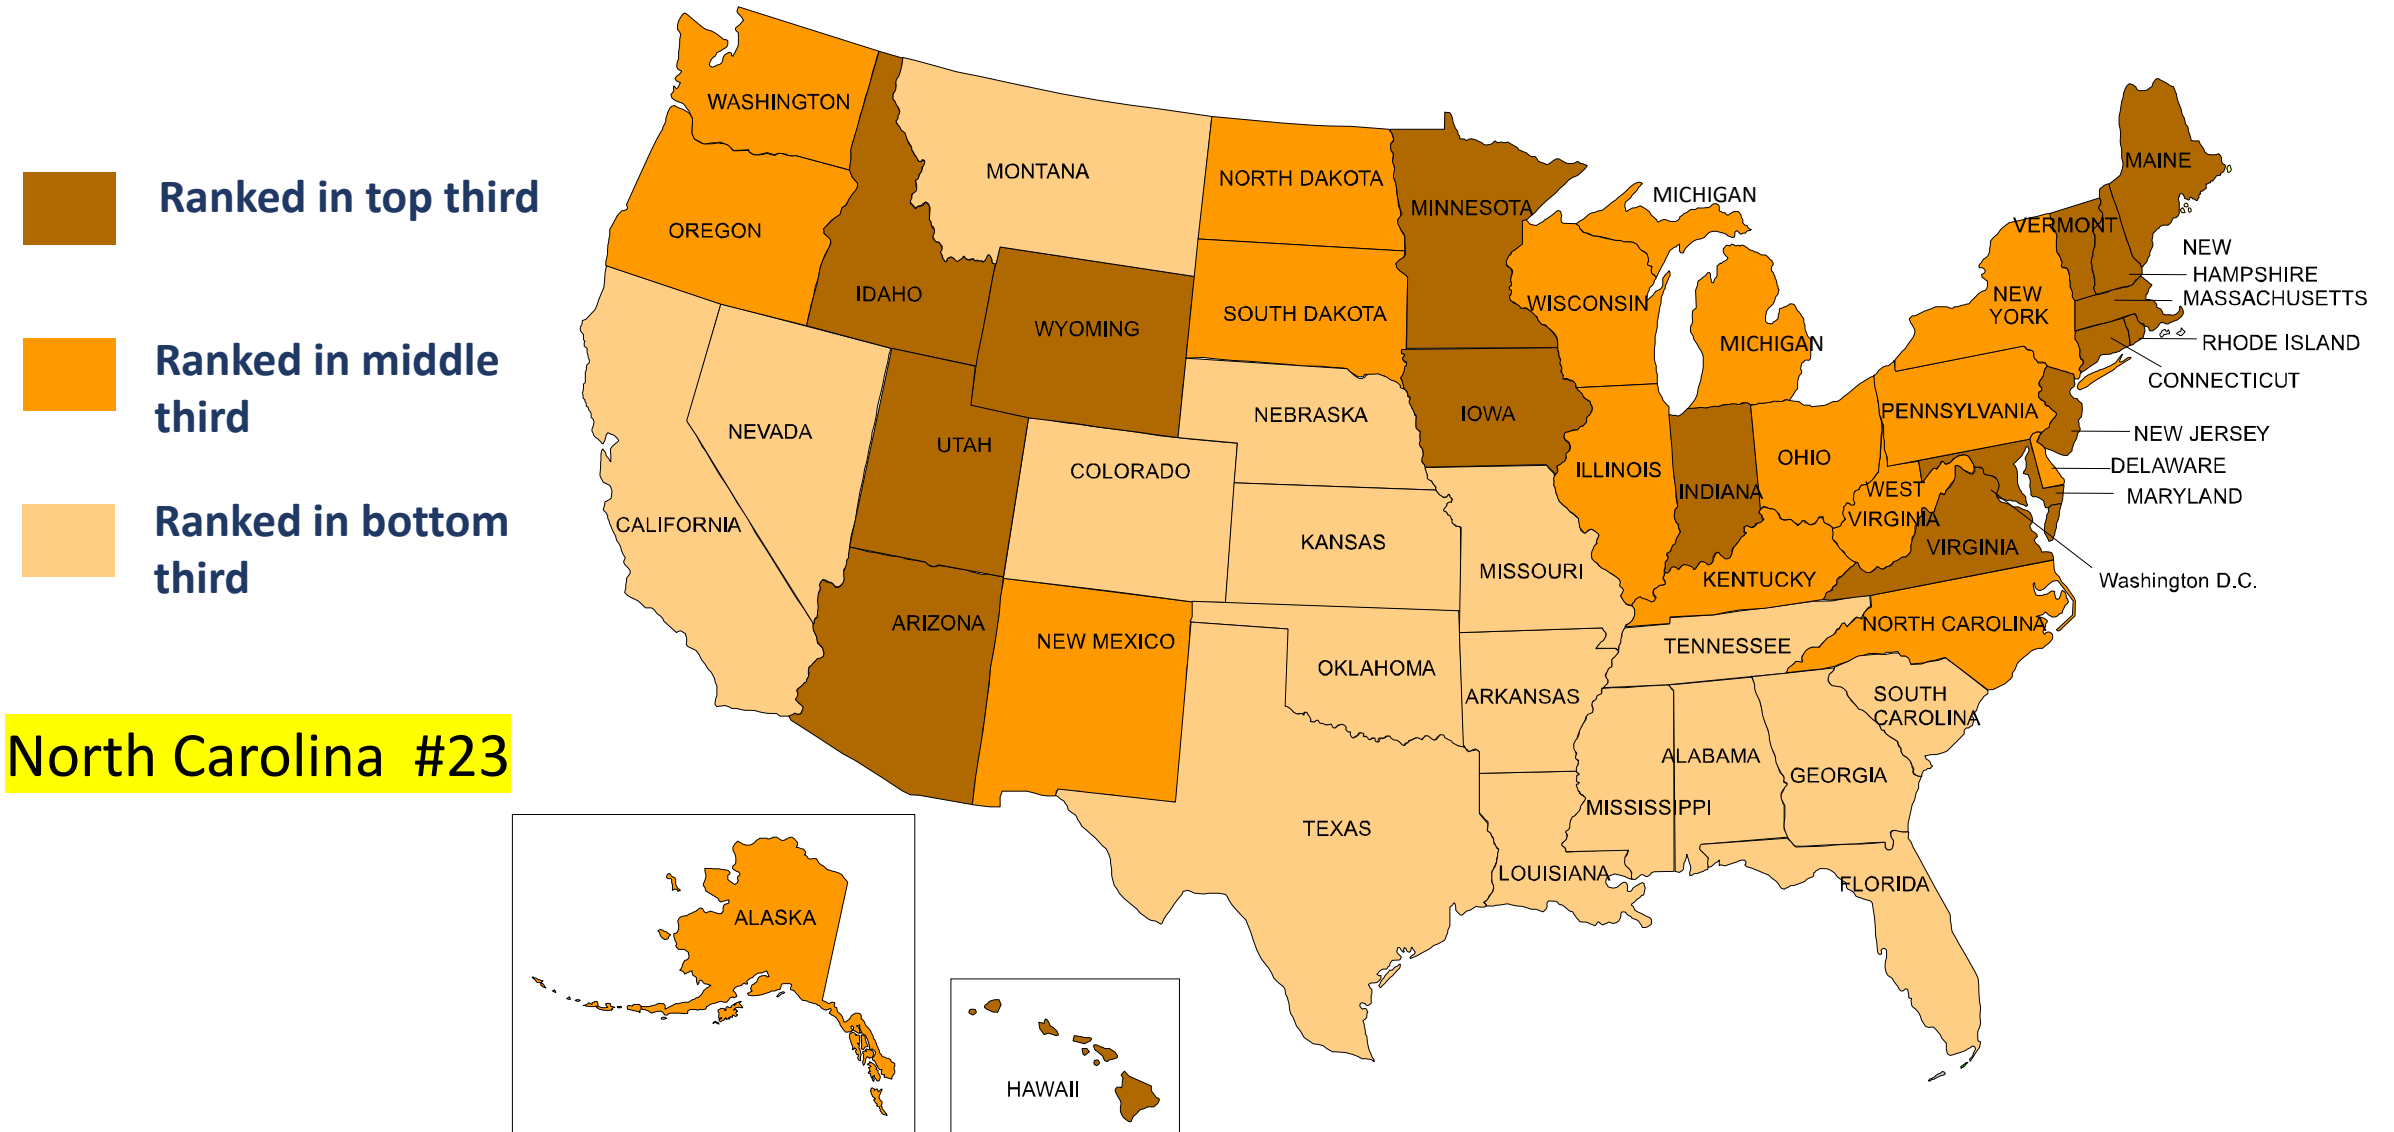 Ranked in top third
Ranked in middle
third
Ranked in bottom
third
North Carolina  #23
WASHINGTON
OREGON
CALIFORNIA
NEVADA
IDAHO
MONTANA
WYOMING
UTAH
COLORADO
ARIZONA
NEW MEXICO
NORTH DAKOTA
SOUTH DAKOTA
NEBRASKA
KANSAS
OKLAHOMA
TEXAS
MINNESOTA
IOWA
MISSOURI
ARKANSAS
LOUISIANA
WISCONSIN
ILLINOIS
MICHIGAN
MICHIGAN
INDIANA
OHIO
KENTUCKY
TENNESSEE
MISSISSIPPI
ALABAMA
GEORGIA
FLORIDA
SOUTH
CAROLINA
NORTH CAROLINA
VIRGINIA
WEST
VIRGINIA
PENNSYLVANIA
NEW
YORK
VERMONT
MAINE
NEW
HAMPSHIRE
MASSACHUSETTS
RHODE ISLAND
CONNECTICUT
NEW JERSEY
DELAWARE
MARYLAND
Washington D.C.
ALASKA
HAWAII